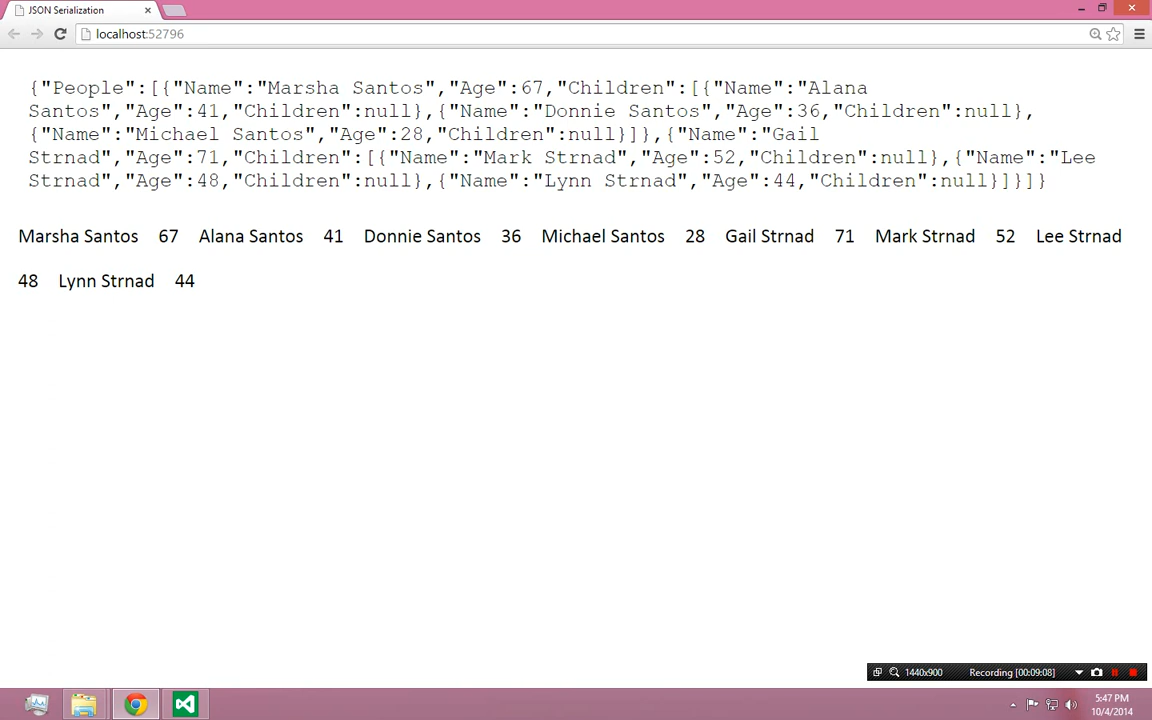 JSON Serialization
localhost:52796
{"People":[{"Name":"Marsha Santos","Age":67,"Children":[{"Name":"Alana
Santos","Age":41,"Children":null},{"Name":"Donnie Santos","Age":36,"Children":null},
{"Name":"Michael Santos","Age":28,"Children":null}]},{"Name":"Gail
Strnad","Age":71,"Children":[{"Name":"Mark Strnad","Age":52,"Children":null},{"Name":"Lee
Strnad","Age":48,"Children":null},{"Name":"Lynn Strnad","Age":44,"Children":null}]}]}
Marsha Santos 67 Alana Santos 41 Donnie Santos 36 Michael Santos 28 Gail Strnad 71 Mark Strnad 52 Lee Strnad
48 Lynn Strnad 44
1440x900 Recording [00:09:08]
5:47 PM
10/4/2014